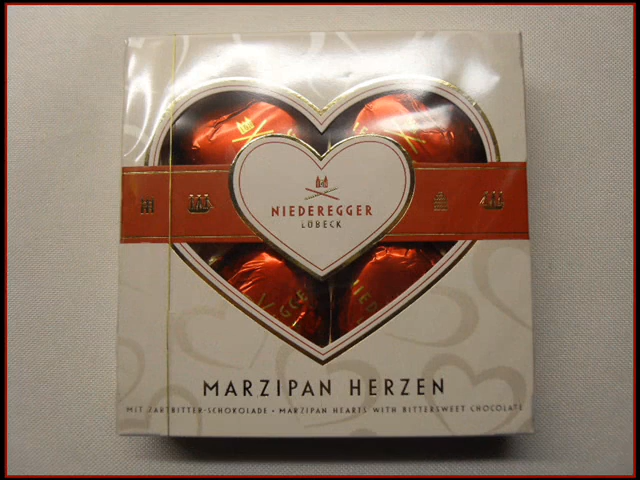 NIEDEREGGER
LÜBECK
MARZIPAN HERZEN
MIT ZARTBITTER-SCHOKOLADE • MARZIPAN HEARTS WITH BITTERSWEET CHOCOLATE